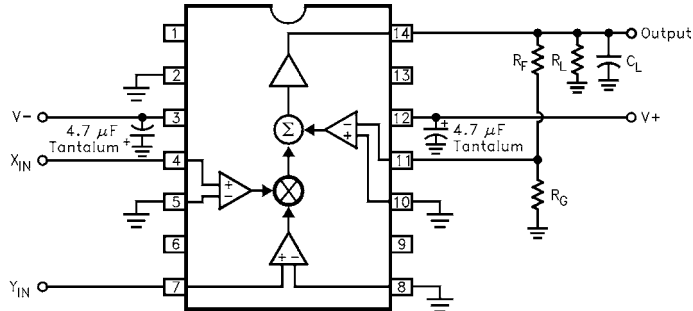 1
14
Output
R_F
R_L
C_L
2
13
V-
3
12
V+
4.7 μF
Tantalum +
+
4.7 μF
Tantalum
Σ
- +
X_IN
4
11
+ -
5
10
R_G
6
9
+ -
Y_IN
7
8